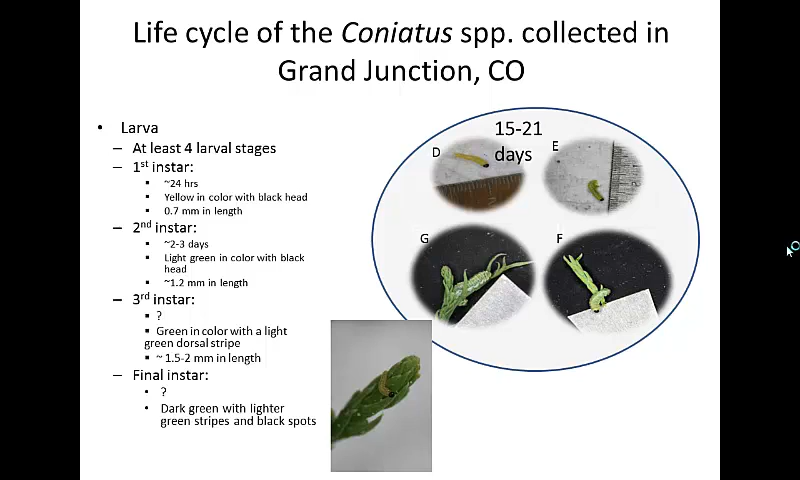 Life cycle of the Coniatus spp. collected in
Grand Junction, CO
• Larva
– At least 4 larval stages
– 1st instar:
▪ ~24 hrs
▪ Yellow in color with black head
▪ 0.7 mm in length
– 2nd instar:
▪ ~2-3 days
▪ Light green in color with black
head
▪ ~1.2 mm in length
– 3rd instar:
▪ ?
▪ Green in color with a light
green dorsal stripe
▪ ~ 1.5-2 mm in length
– Final instar:
• ?
• Dark green with lighter
green stripes and black spots
15-21
days
D
E
G
F